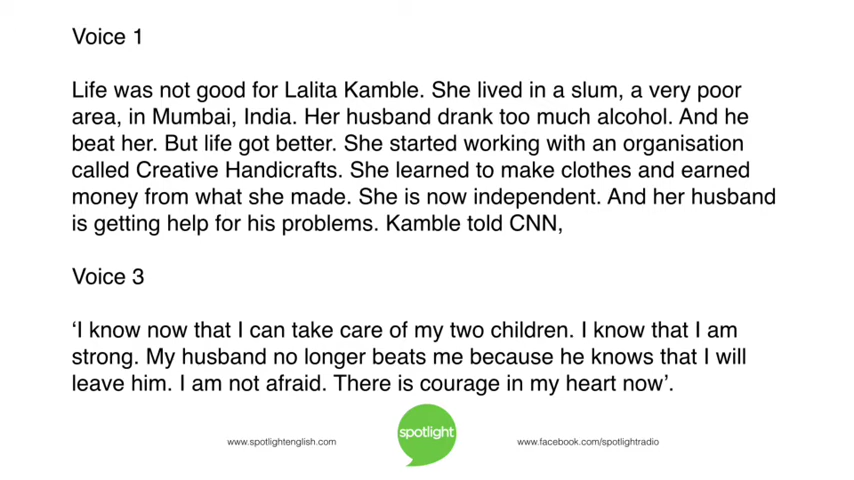 Voice 1
Life was not good for Lalita Kamble. She lived in a slum, a very poor
area, in Mumbai, India. Her husband drank too much alcohol. And he
beat her. But life got better. She started working with an organisation
called Creative Handicrafts. She learned to make clothes and earned
money from what she made. She is now independent. And her husband
is getting help for his problems. Kamble told CNN,
Voice 3
‘I know now that I can take care of my two children. I know that I am
strong. My husband no longer beats me because he knows that I will
leave him. I am not afraid. There is courage in my heart now’.
spotlight
www.spotlightenglish.com
www.facebook.com/spotlightradio